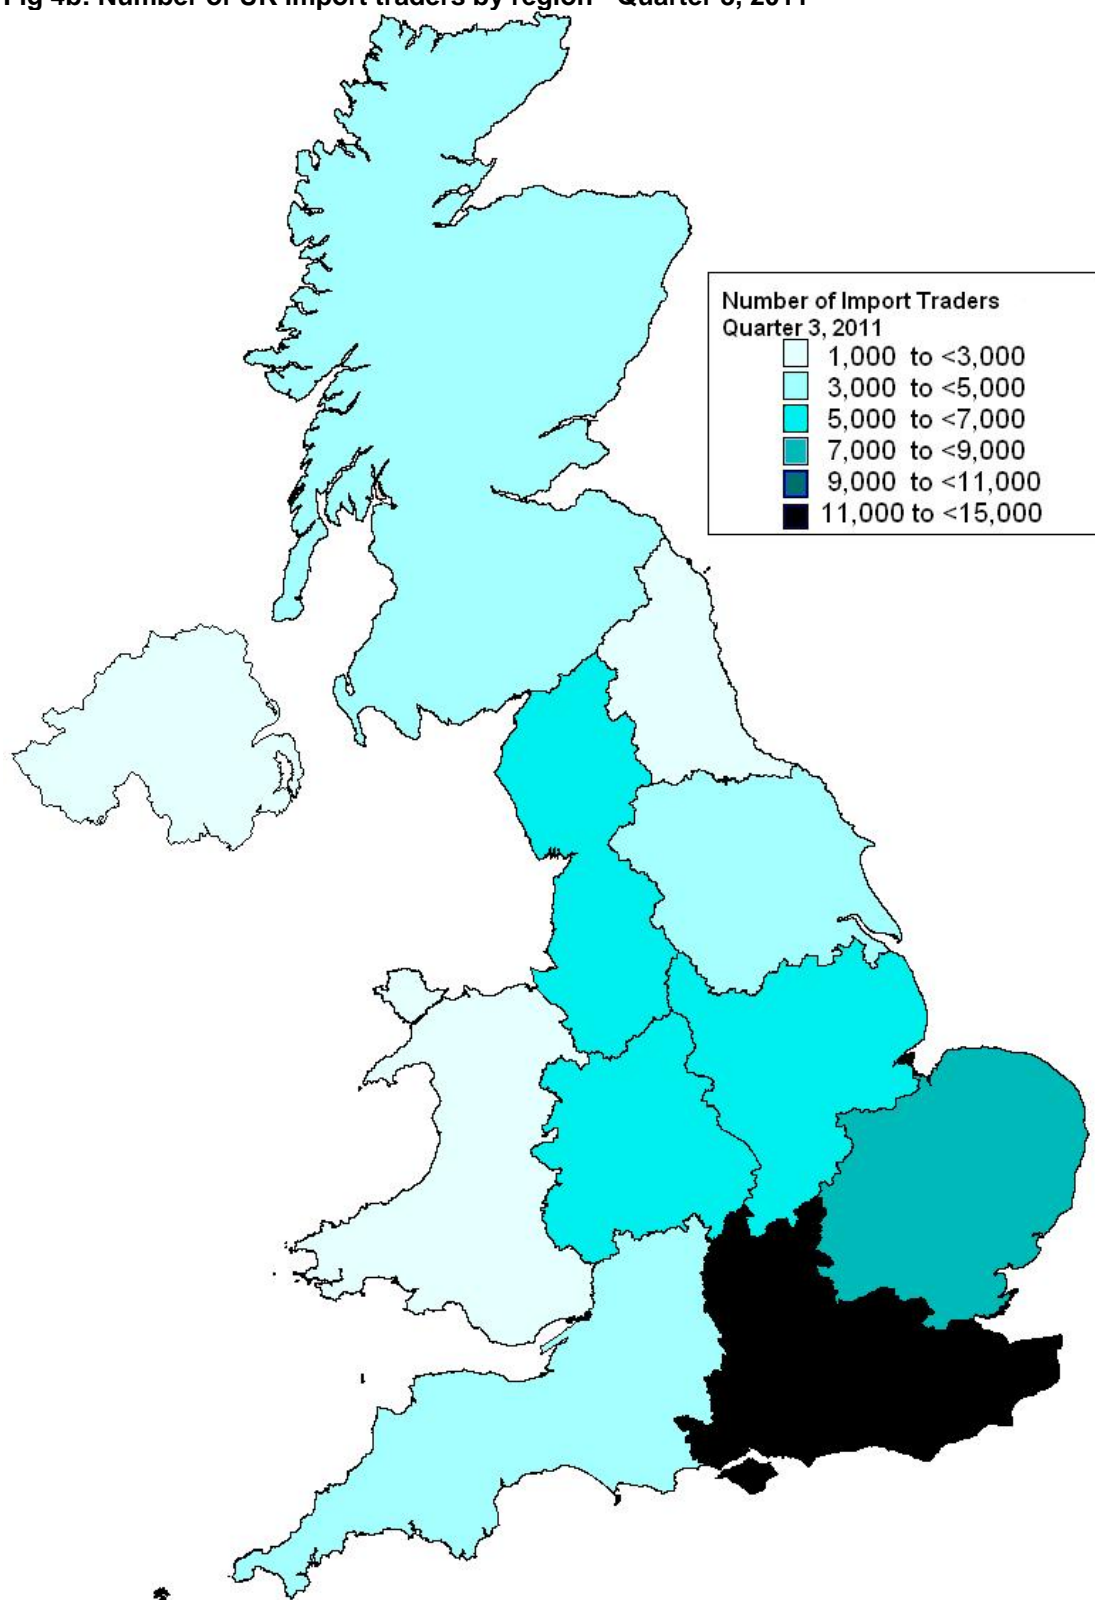 Fig 4b: Number of UK import traders by region - Quarter 3, 2011
Number of Import Traders
Quarter 3, 2011
1,000 to <3,000
3,000 to <5,000
5,000 to <7,000
7,000 to <9,000
9,000 to <11,000
11,000 to <15,000